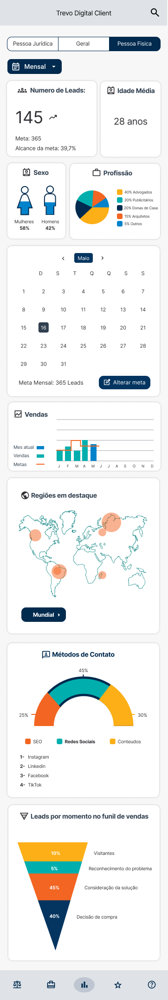 Trevo Digital Client
Pessoa Jurídica Geral Pessoa Fisica
Mensal
Numero de Leads:
145
Meta: 365
Alcance da meta: 39,7%
Idade Média
28 anos
Sexo
Mulheres Homens
58% 42%
Profissão
40% Advogados
20% Publicitários
20% Donas de Casa
15% Arquitetos
5% Outros
Maio
D S T Q Q S S
1 2 3 4 5 6 7
8 9 10 11 12 13 14
15 16 17 18 19 20 21
22 23 24 25 26 27 28
29 30 31
Meta Mensal: 365 Leads Alterar meta
Vendas
Mes atual
Vendas
Metas
J F M A M J J A S O N D
Regiões em destaque
Mundial
Métodos de Contato
45%
25% 30%
SEO Redes Sociais Conteudos
1- Instagram
2- Linkedin
3- Facebook
4- TikTok
Leads por momento no funil de vendas
10% Visitantes
5% Reconhecimento do problema
45% Consideração da solução
40% Decisão de compra